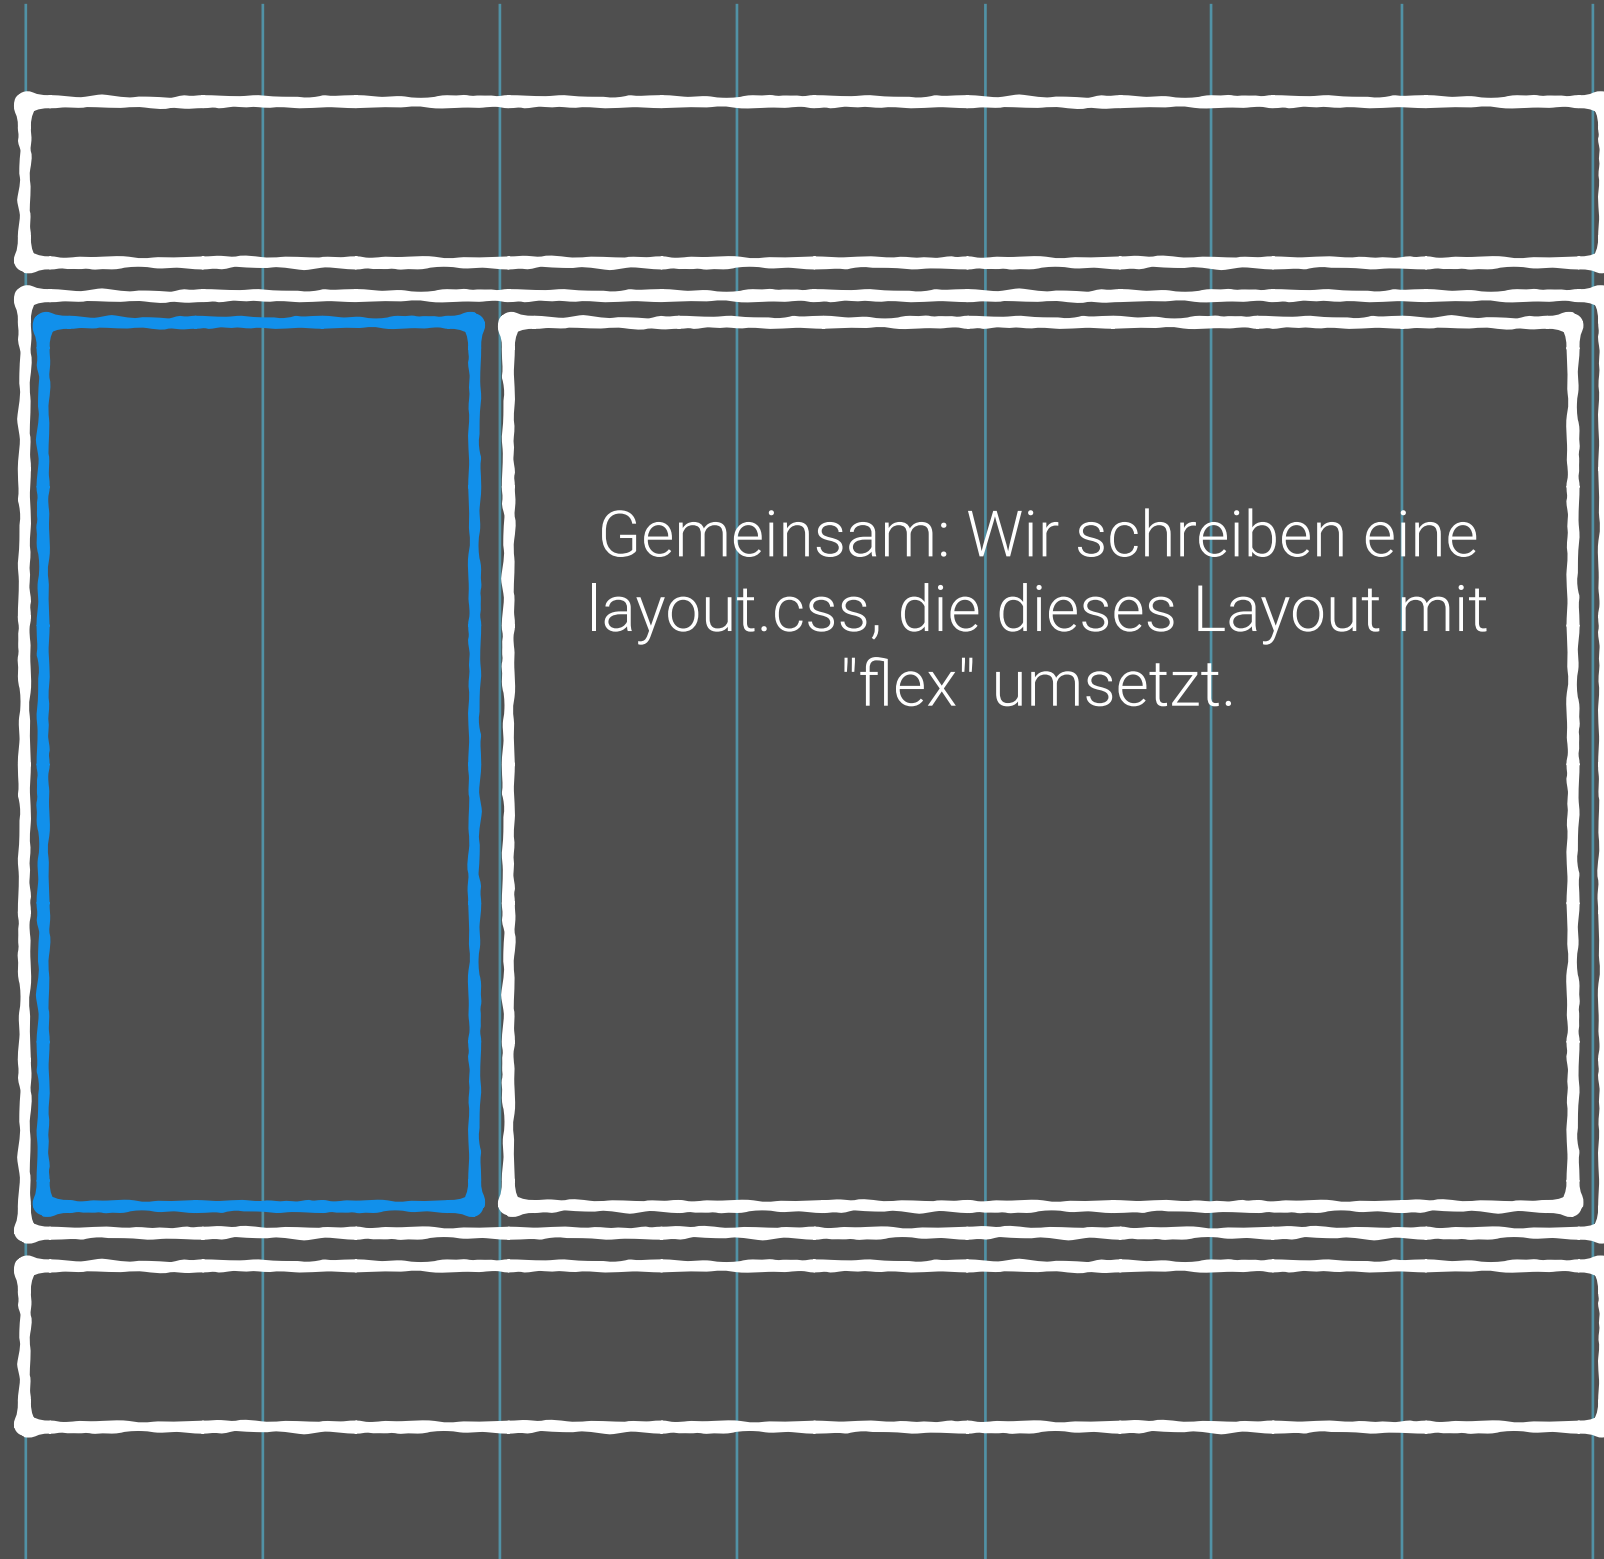 Gemeinsam: Wir schreiben eine
layout.css, die dieses Layout mit
"flex" umsetzt.